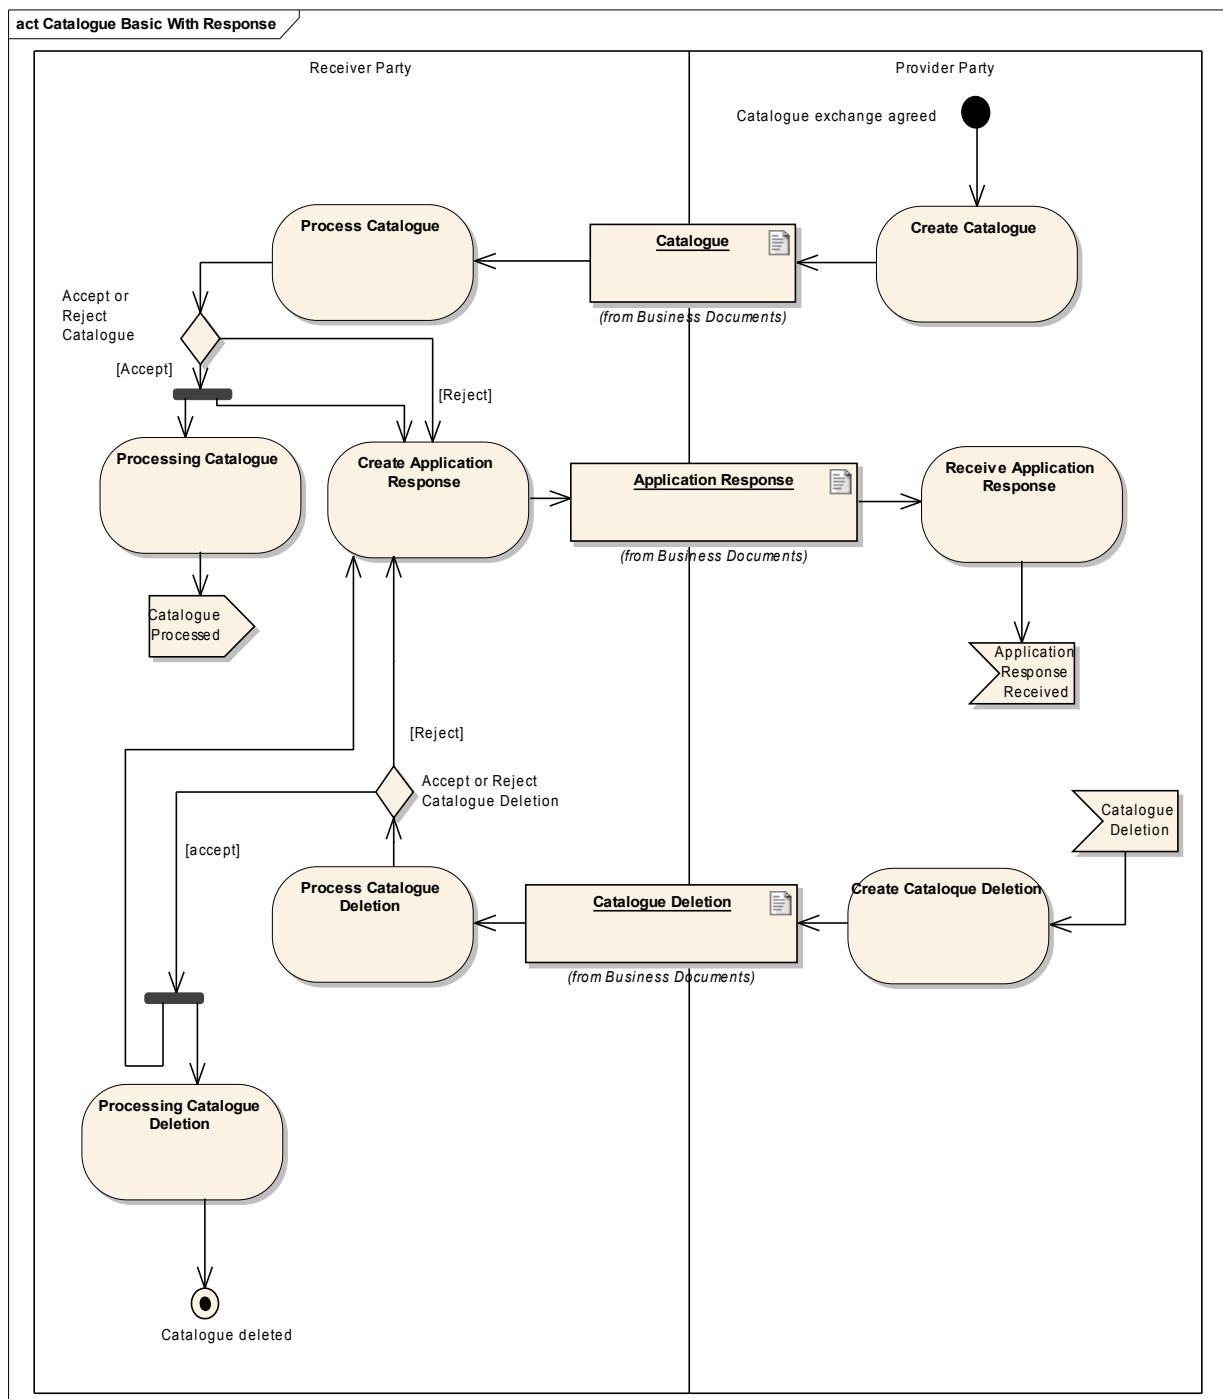 act Catalogue Basic With Response
Receiver Party
Provider Party
Catalogue exchange agreed
Process Catalogue
Catalogue
(from Business Documents)
Create Catalogue
Accept or
Reject
Catalogue
[Accept]
[Reject]
Processing Catalogue
Create Application
Response
Application Response
(from Business Documents)
Receive Application
Response
Catalogue
Processed
Application
Response
Received
[Reject]
Accept or Reject
Catalogue Deletion
[accept]
Catalogue
Deletion
Process Catalogue
Deletion
Catalogue Deletion
(from Business Documents)
Create Cataloque Deletion
Processing Catalogue
Deletion
Catalogue deleted